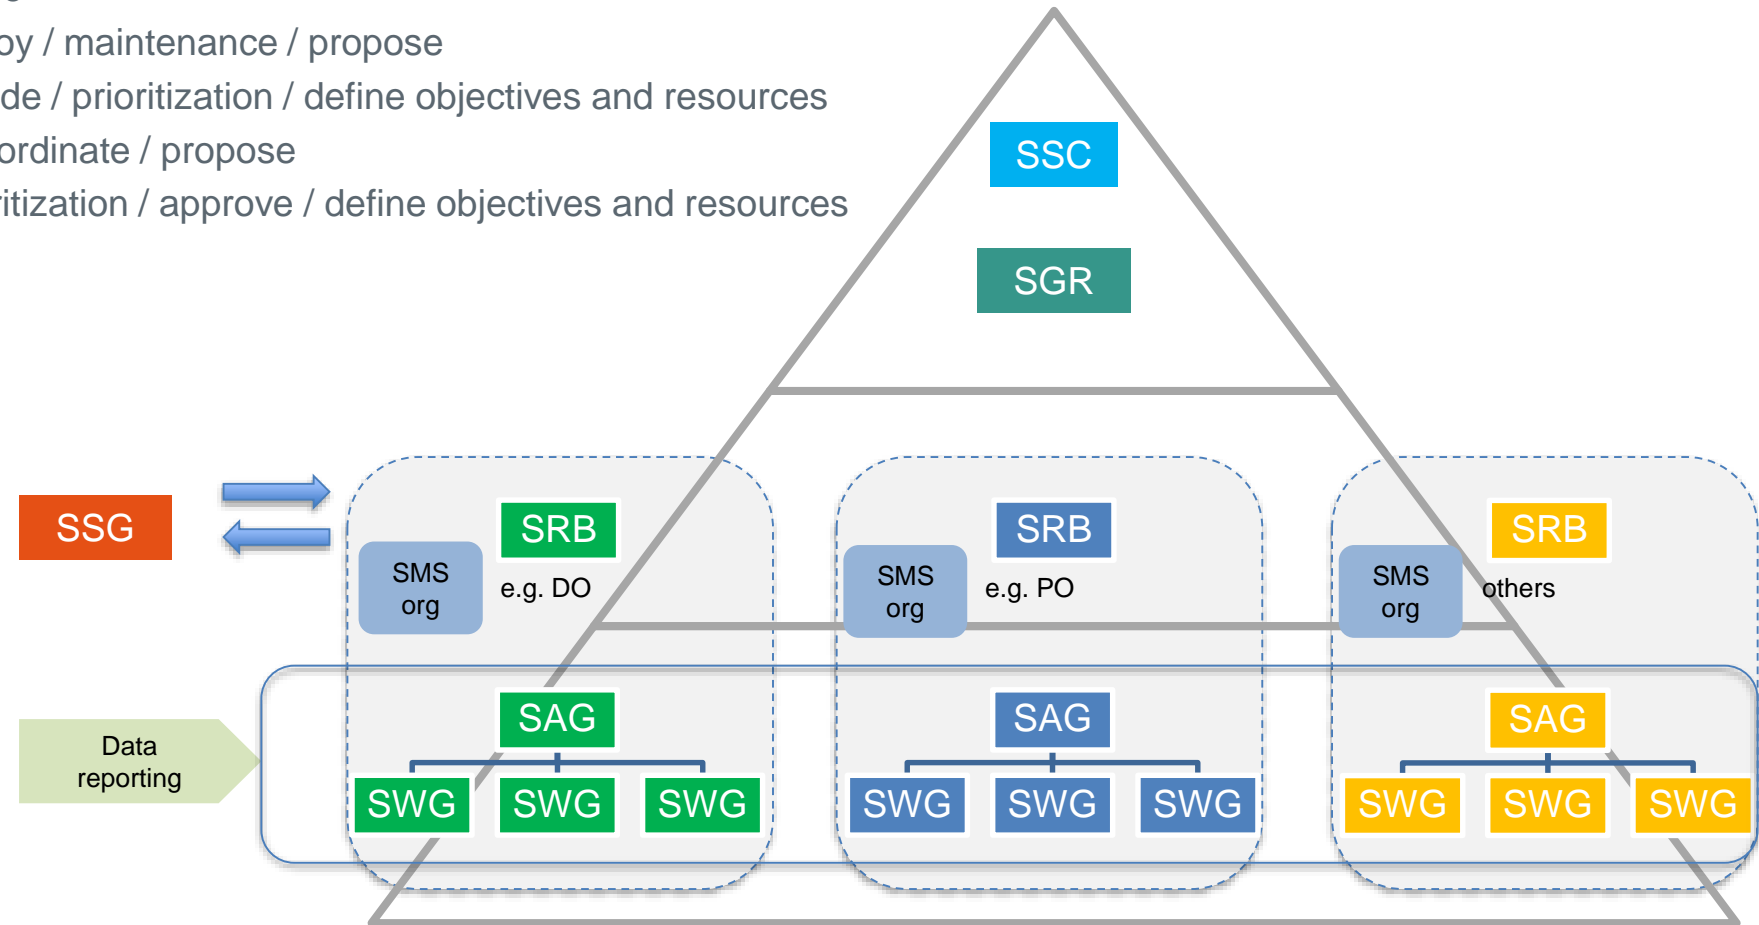 oy / maintenance / propose
de / prioritization / define objectives and resources
ordinate / propose
ritization / approve / define objectives and resources
SSC
SGR
SSG
SRB
SRB
SRB
SMS
org
e.g. DO
SMS
org
e.g. PO
SMS
org
others
SAG
SAG
SAG
Data
reporting
SWG
SWG
SWG
SWG
SWG
SWG
SWG
SWG
SWG